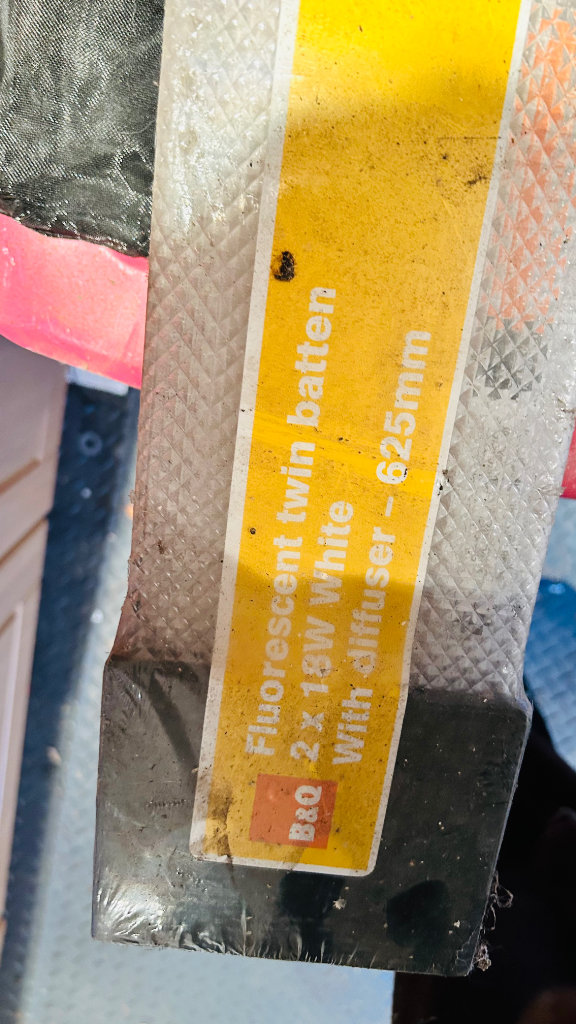 Fluorescent twin batten
2 x 18W White
With diffuser – 625mm
B&Q